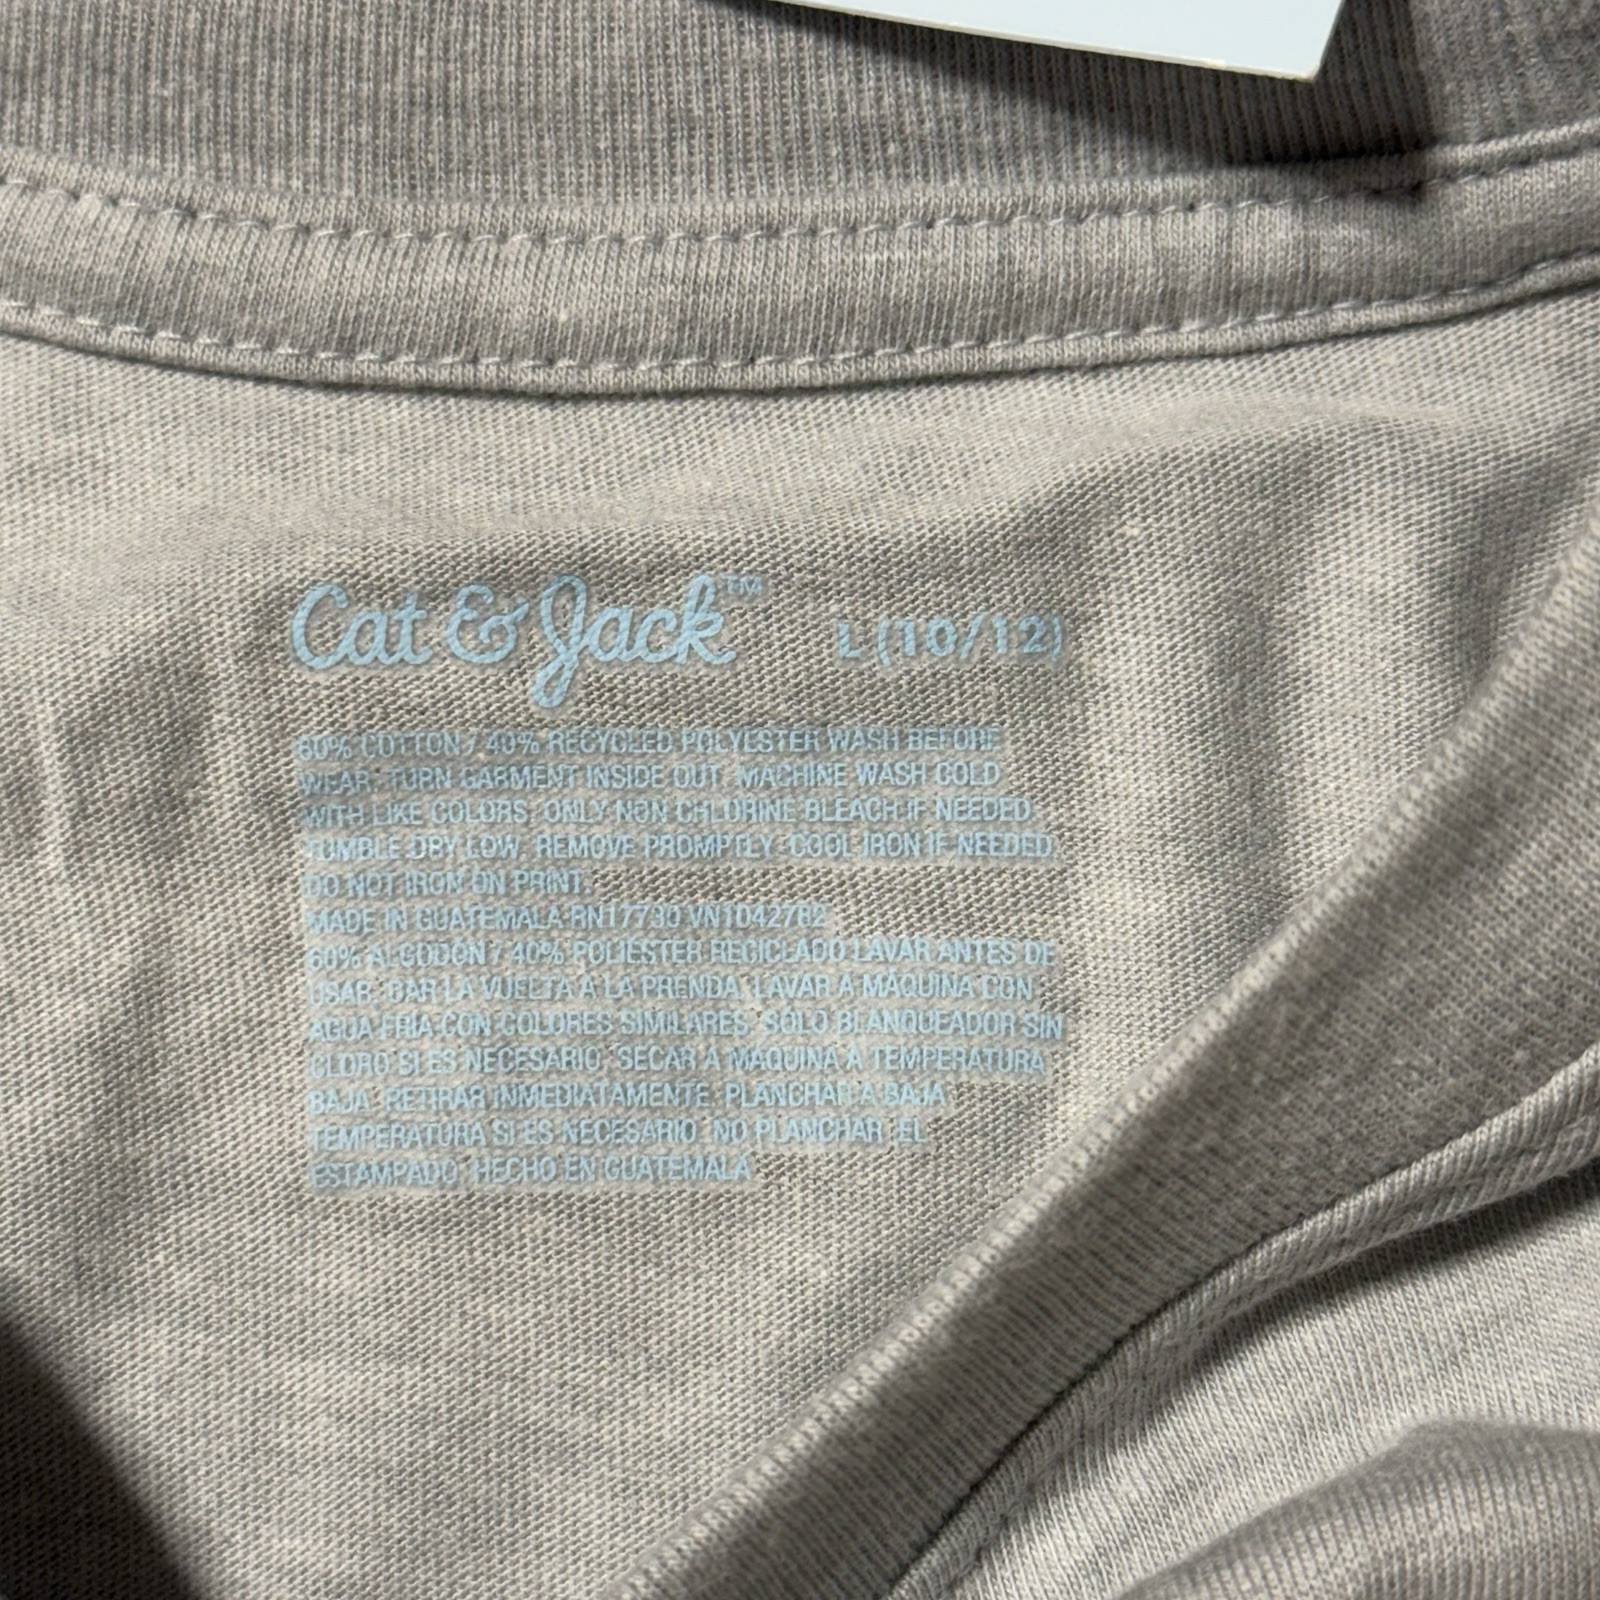 Cat & Jack™ L (10/12)
60% COTTON / 40% RECYCLED POLYESTER WASH BEFORE
WEAR. TURN GARMENT INSIDE OUT. MACHINE WASH COLD
WITH LIKE COLORS. ONLY NON CHLORINE BLEACH IF NEEDED.
TUMBLE DRY LOW. REMOVE PROMPTLY. COOL IRON IF NEEDED.
DO NOT IRON ON PRINT.
MADE IN GUATEMALA RN17730 VN1042782
60% ALGODÓN / 40% POLIESTER RECICLADO LAVAR ANTES DE
USAR. DAR LA VUELTA A LA PRENDA. LAVAR A MÁQUINA CON
AGUA FRÍA CON COLORES SIMILARES. SOLO BLANQUEADOR SIN
CLORO SI ES NECESARIO. SECAR A MAQUINA A TEMPERATURA
BAJA. RETIRAR INMEDIATAMENTE. PLANCHAR A BAJA
TEMPERATURA SI ES NECESARIO. NO PLANCHAR EL
ESTAMPADO. HECHO EN GUATEMALA